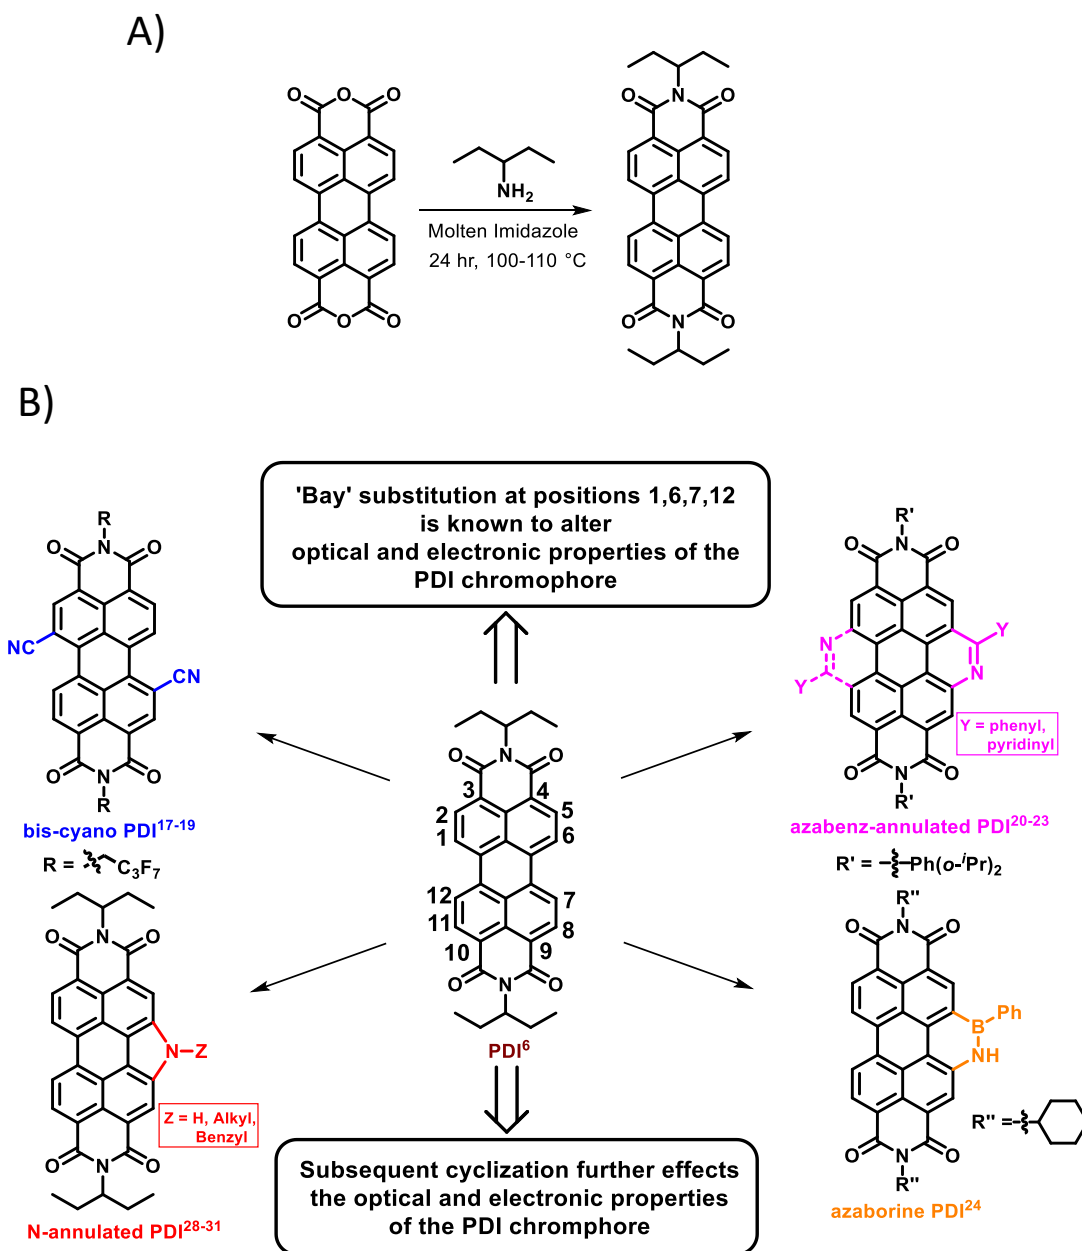 A)
O O O
O O O
NH2
Molten Imidazole
24 hr, 100-110 °C
O N O
O N O
B)
'Bay' substitution at positions 1,6,7,12
is known to alter
optical and electronic properties of the
PDI chromophore
R
O N O
NC
CN
O N O
R
bis-cyano PDI17-19
R = C3F7
R'
O N O
N
Y
Y
N
Y = phenyl,
pyridinyl
O N O
R'
azabenz-annulated PDI20-23
R' = Ph(o-iPr)2
O N O
3 4
2 5
1 6
12 7
11 8
10 9
O N O
PDI6
O N O
N–Z
Z = H, Alkyl,
Benzyl
O N O
N-annulated PDI28-31
R"
O N O
B Ph
NH
R" =
O N O
R"
azaborine PDI24
Subsequent cyclization further effects
the optical and electronic properties
of the PDI chromphore